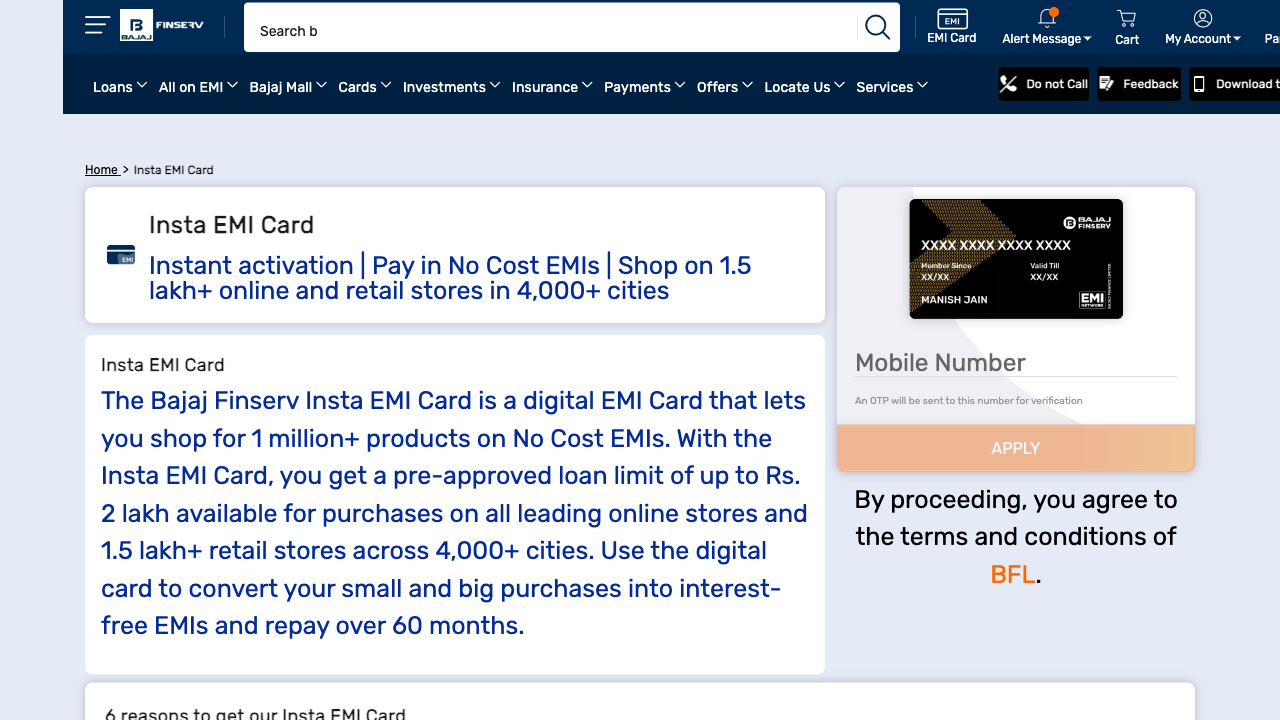 BAJAJ FINSERV
Search b
EMI
EMI Card
Alert Message
Cart
My Account
Loans
All on EMI
Bajaj Mall
Cards
Investments
Insurance
Payments
Offers
Locate Us
Services
Do not Call
Feedback
Download
Home > Insta EMI Card
Insta EMI Card
EMI
Instant activation | Pay in No Cost EMIs | Shop on 1.5
lakh+ online and retail stores in 4,000+ cities
Insta EMI Card
The Bajaj Finserv Insta EMI Card is a digital EMI Card that lets
you shop for 1 million+ products on No Cost EMIs. With the
Insta EMI Card, you get a pre-approved loan limit of up to Rs.
2 lakh available for purchases on all leading online stores and
1.5 lakh+ retail stores across 4,000+ cities. Use the digital
card to convert your small and big purchases into interest-
free EMIs and repay over 60 months.
BAJAJ
FINSERV
XXXX XXXX XXXX XXXX
Member Since
Valid Till
XX/XX
XX/XX
MANISH JAIN
EMI
NETWORK
Mobile Number
An OTP will be sent to this number for verification
APPLY
By proceeding, you agree to
the terms and conditions of
BFL.
6 reasons to get our Insta EMI Card